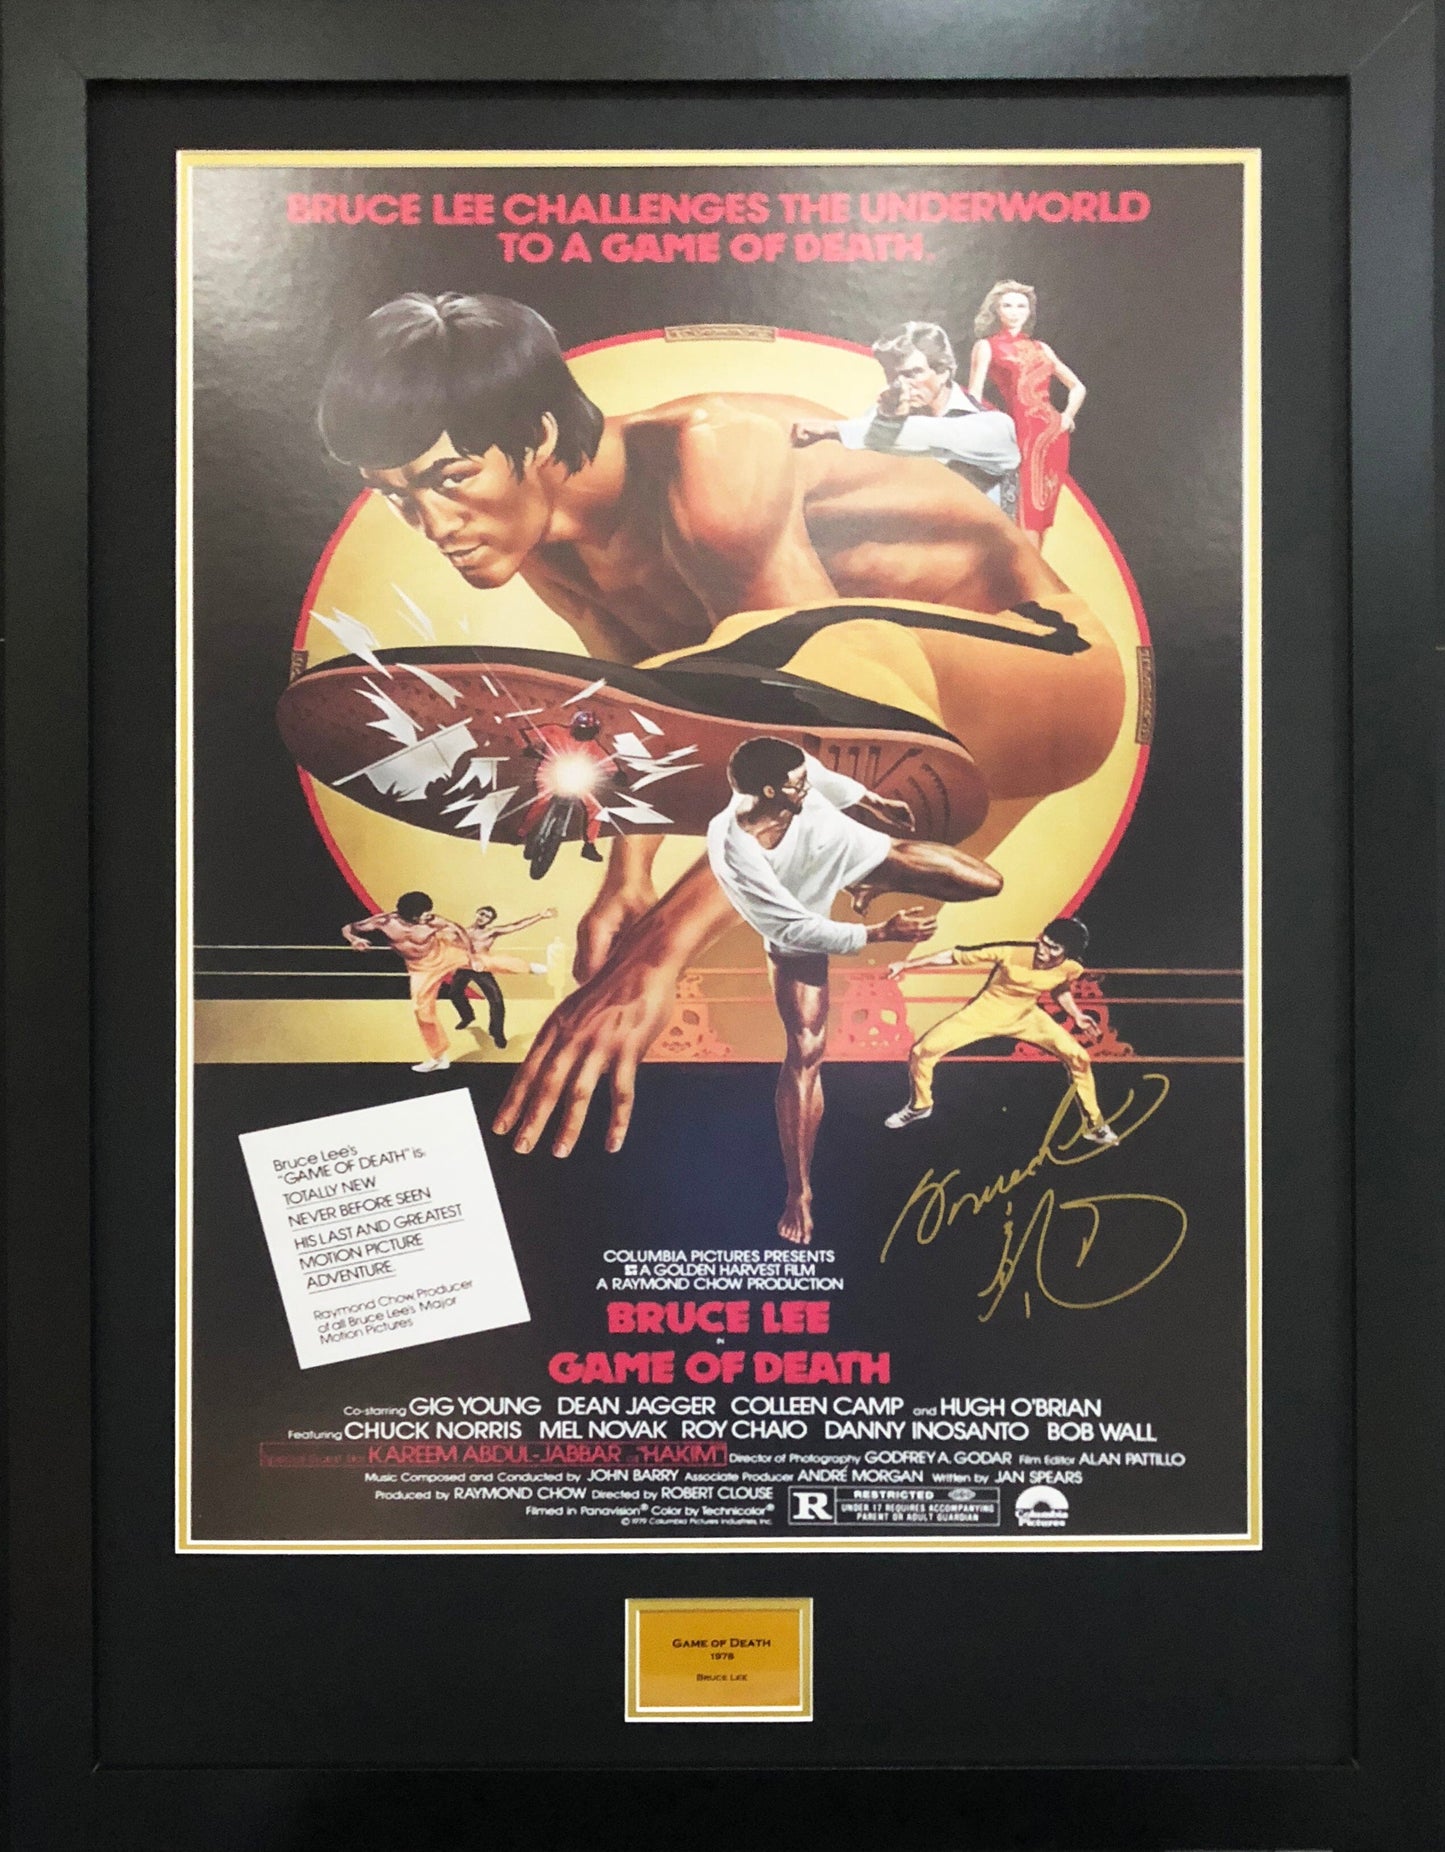 BRUCE LEE CHALLENGES THE UNDERWORLD
TO A GAME OF DEATH.
Bruce Lee's
"GAME OF DEATH" is:
TOTALLY NEW
NEVER BEFORE SEEN
HIS LAST AND GREATEST
MOTION PICTURE
ADVENTURE.
Raymond Chow, Producer
of all Bruce Lee's Major
Motion Pictures
Bruce Lee
COLUMBIA PICTURES PRESENTS
A GOLDEN HARVEST FILM
A RAYMOND CHOW PRODUCTION
BRUCE LEE
IN
GAME OF DEATH
Co-starring GIG YOUNG DEAN JAGGER COLLEEN CAMP and HUGH O'BRIAN
Featuring CHUCK NORRIS MEL NOVAK ROY CHAIO DANNY INOSANTO BOB WALL
KAREEM ABDUL-JABBAR as "HAKIM" Director of Photography GODFREY A. GODAR Film Editor ALAN PATTILLO
Music Composed and Conducted by JOHN BARRY Associate Producer ANDRÉ MORGAN Written by JAN SPEARS
Produced by RAYMOND CHOW Directed by ROBERT CLOUSE
Filmed in Panavision® Color by Technicolor®
© 1979 Columbia Pictures Industries, Inc.
R RESTRICTED
UNDER 17 REQUIRES ACCOMPANYING
PARENT OR ADULT GUARDIAN
Columbia
Pictures
GAME OF DEATH
1978
BRUCE LEE